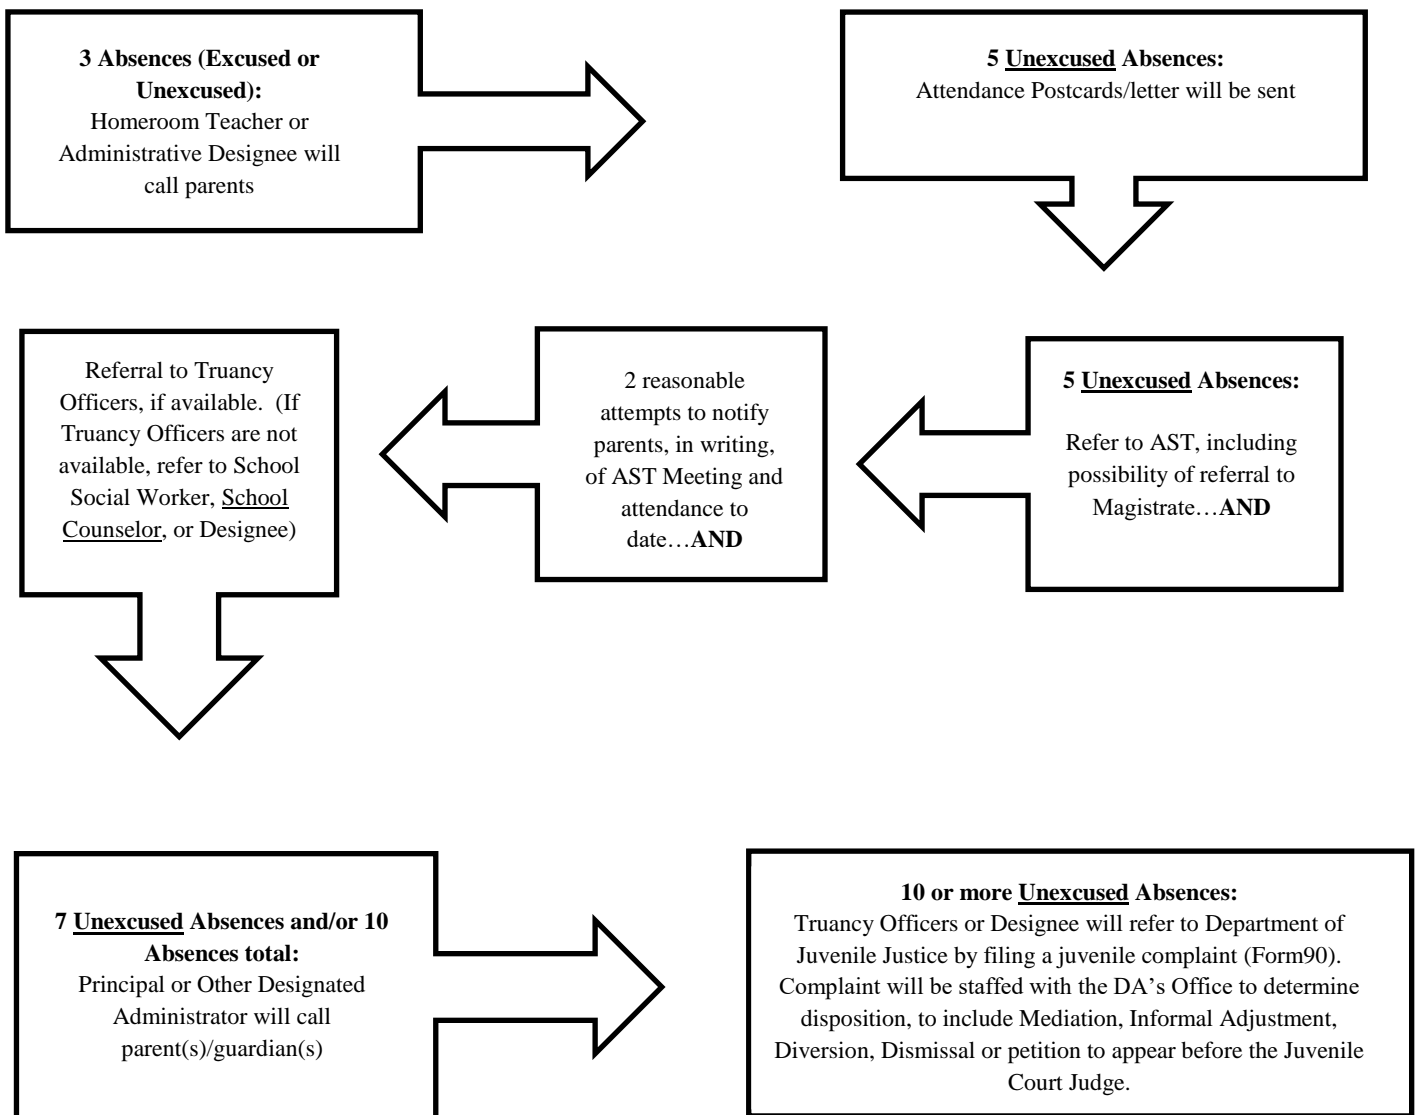 3 Absences (Excused or
Unexcused):
Homeroom Teacher or
Administrative Designee will
call parents
5 Unexcused Absences:
Attendance Postcards/letter will be sent
5 Unexcused Absences:
Refer to AST, including
possibility of referral to
Magistrate…AND
2 reasonable
attempts to notify
parents, in writing,
of AST Meeting and
attendance to
date…AND
Referral to Truancy
Officers, if available.  (If
Truancy Officers are not
available, refer to School
Social Worker, School
Counselor, or Designee)
7 Unexcused Absences and/or 10
Absences total:
Principal or Other Designated
Administrator will call
parent(s)/guardian(s)
10 or more Unexcused Absences:
Truancy Officers or Designee will refer to Department of
Juvenile Justice by filing a juvenile complaint (Form90).
Complaint will be staffed with the DA’s Office to determine
disposition, to include Mediation, Informal Adjustment,
Diversion, Dismissal or petition to appear before the Juvenile
Court Judge.